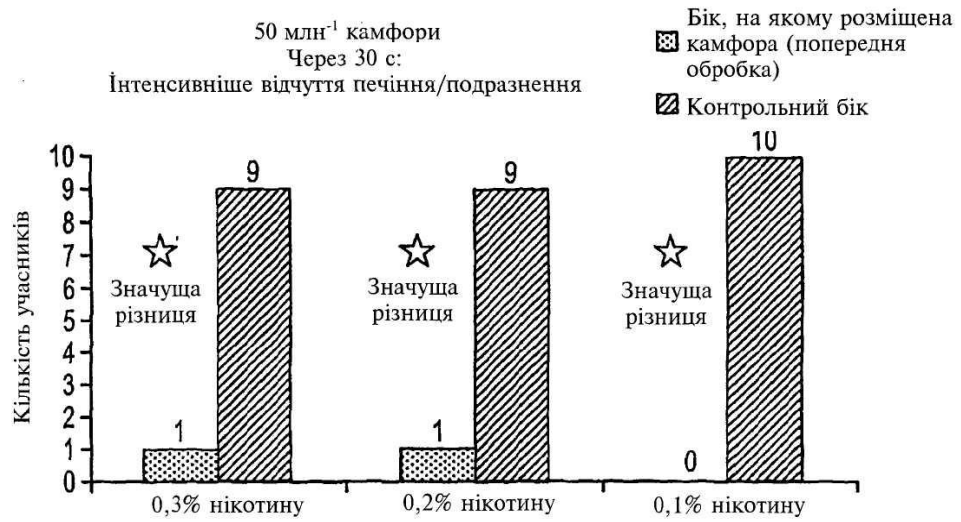 50 млн⁻¹ камфори
Через 30 с:
Інтенсивніше відчуття печіння/подразнення
Бік, на якому розміщена
камфора (попередня
обробка)
Контрольний бік
Кількість учасників
10
9
8
7
6
5
4
3
2
1
0
1
9
Значуща
різниця
0,3% нікотину
1
9
Значуща
різниця
0,2% нікотину
0
10
Значуща
різниця
0,1% нікотину